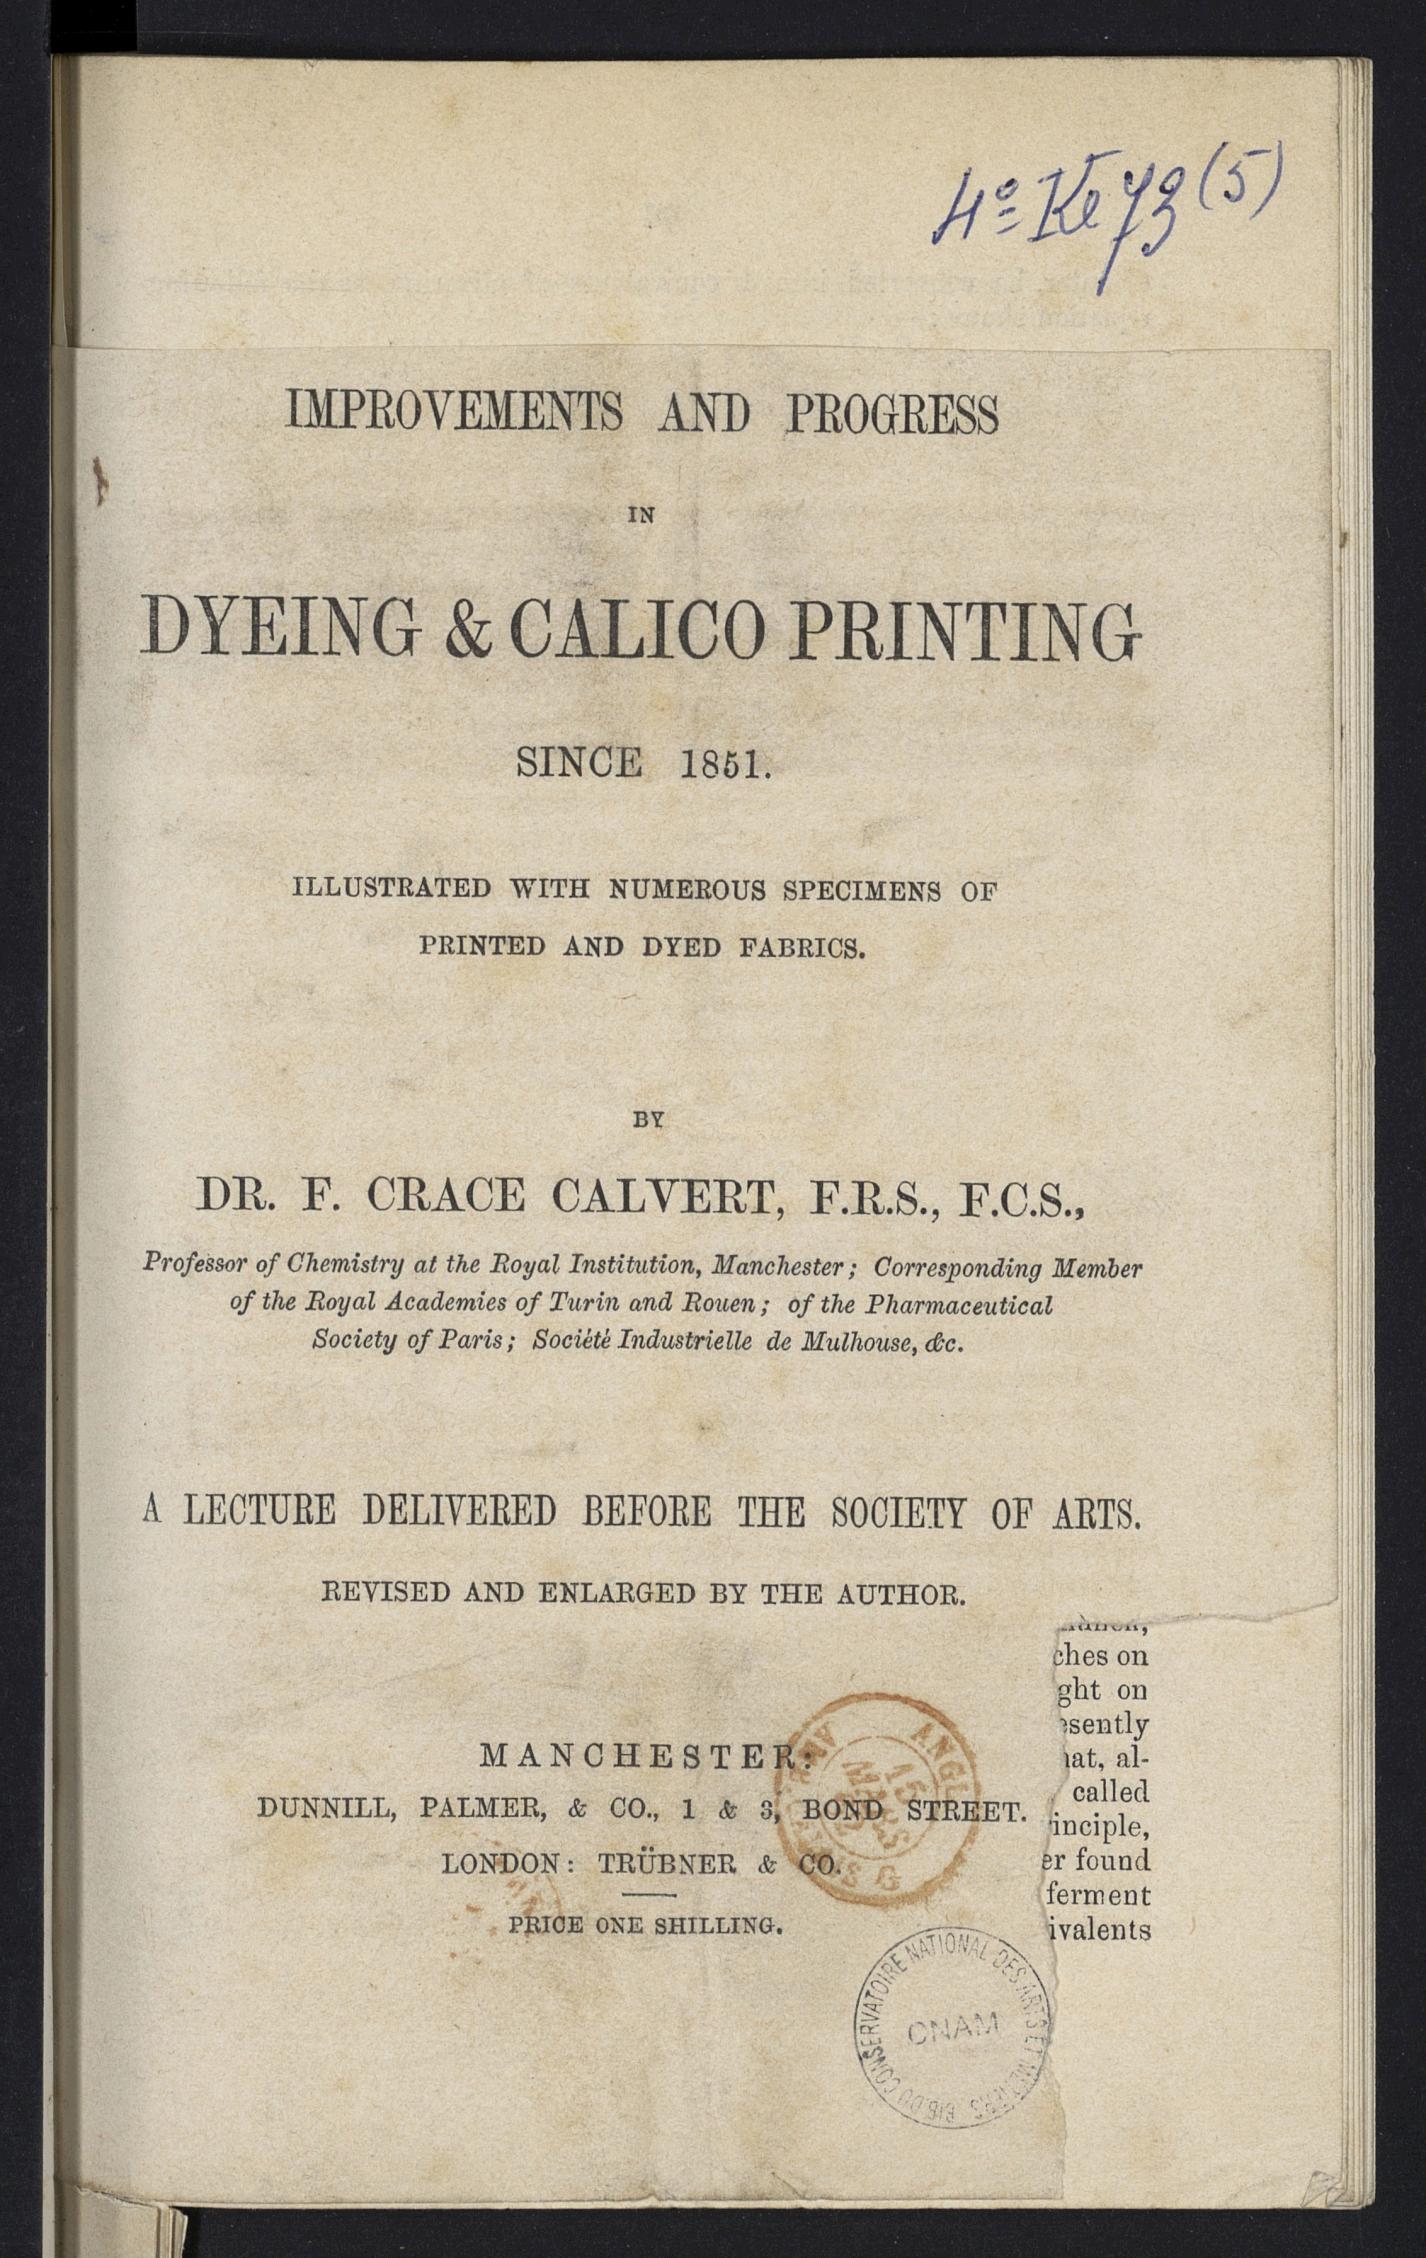 4º Ke 73 (5)
IMPROVEMENTS AND PROGRESS
IN
DYEING & CALICO PRINTING
SINCE 1851.
ILLUSTRATED WITH NUMEROUS SPECIMENS OF
PRINTED AND DYED FABRICS.
BY
DR. F. CRACE CALVERT, F.R.S., F.C.S.,
Professor of Chemistry at the Royal Institution, Manchester; Corresponding Member
of the Royal Academies of Turin and Rouen; of the Pharmaceutical
Society of Paris; Société Industrielle de Mulhouse, &c.
A LECTURE DELIVERED BEFORE THE SOCIETY OF ARTS.
REVISED AND ENLARGED BY THE AUTHOR.
MANCHESTER:
DUNNILL, PALMER, & CO., 1 & 3, BOND STREET.
LONDON: TRÜBNER & CO.
PRICE ONE SHILLING.
ches on
ght on
sently
at, al-
called
inciple,
er found
ferment
ivalents
BIB. DU CONSERVATOIRE NATIONAL DES ARTS ET METIERS
CNAM